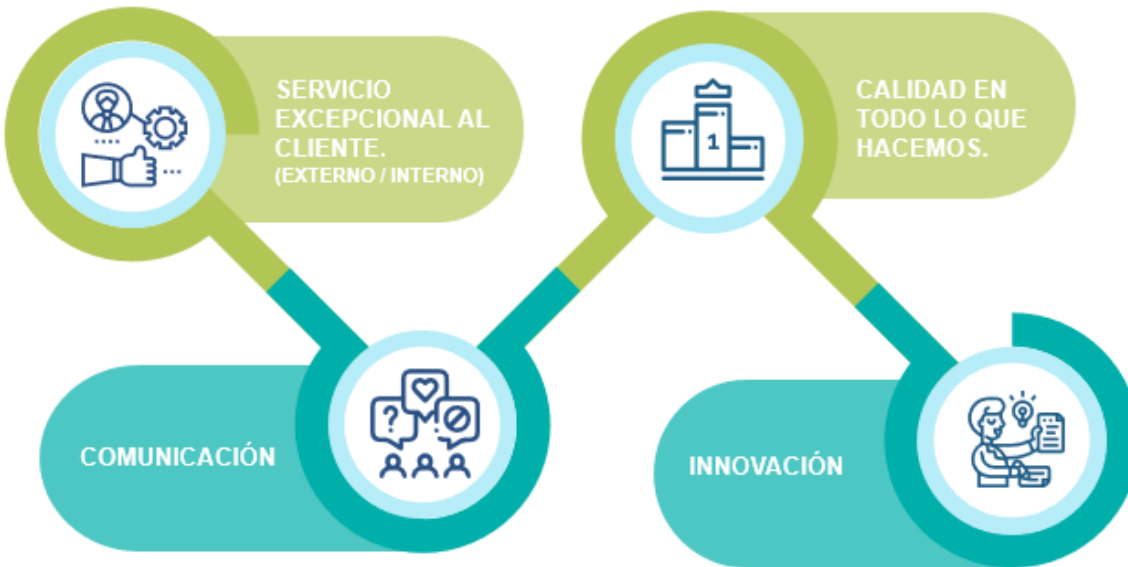 SERVICIO
EXCEPCIONAL AL
CLIENTE.
(EXTERNO / INTERNO)
CALIDAD EN
TODO LO QUE
HACEMOS.
1
?
COMUNICACIÓN
INNOVACIÓN